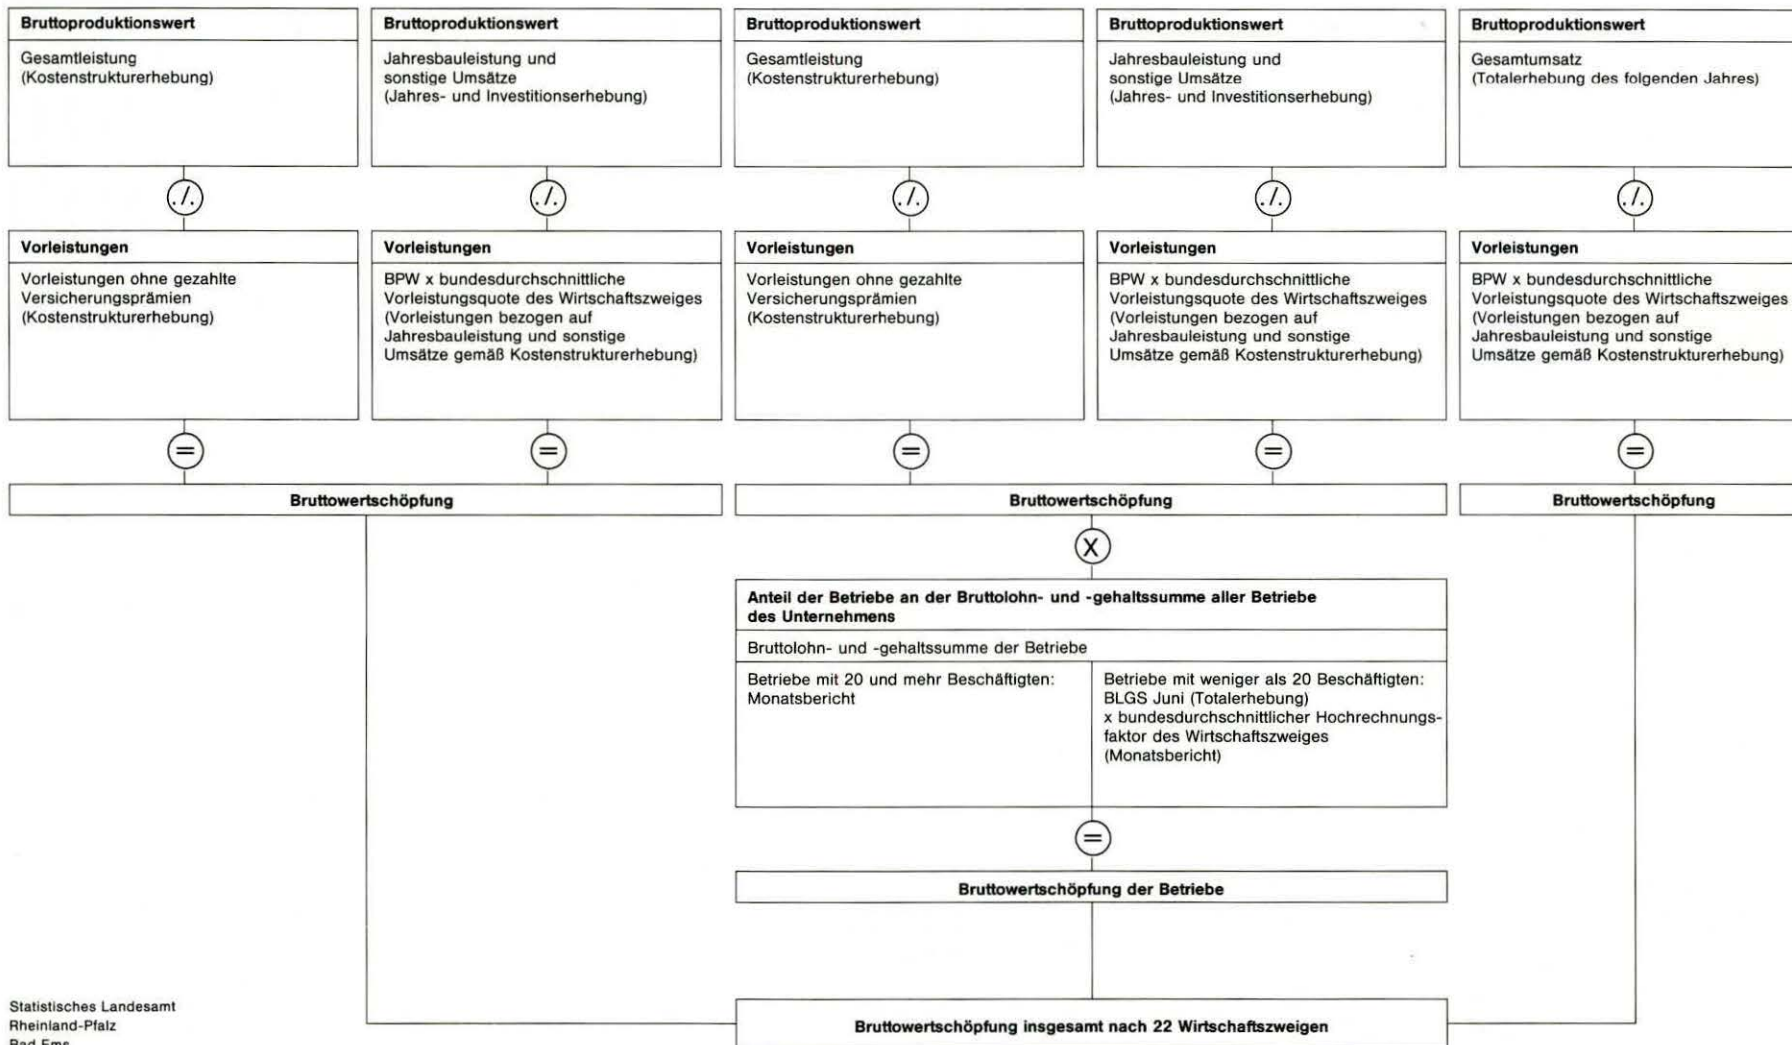 Bruttoproduktionswert
Gesamtleistung
(Kostenstrukturerhebung)
Bruttoproduktionswert
Jahresbauleistung und
sonstige Umsätze
(Jahres- und Investitionserhebung)
Bruttoproduktionswert
Gesamtleistung
(Kostenstrukturerhebung)
Bruttoproduktionswert
Jahresbauleistung und
sonstige Umsätze
(Jahres- und Investitionserhebung)
Bruttoproduktionswert
Gesamtumsatz
(Totalerhebung des folgenden Jahres)
./.
./.
./.
./.
./.
Vorleistungen
Vorleistungen ohne gezahlte
Versicherungsprämien
(Kostenstrukturerhebung)
Vorleistungen
BPW x bundesdurchschnittliche
Vorleistungsquote des Wirtschaftszweiges
(Vorleistungen bezogen auf
Jahresbauleistung und sonstige
Umsätze gemäß Kostenstrukturerhebung)
Vorleistungen
Vorleistungen ohne gezahlte
Versicherungsprämien
(Kostenstrukturerhebung)
Vorleistungen
BPW x bundesdurchschnittliche
Vorleistungsquote des Wirtschaftszweiges
(Vorleistungen bezogen auf
Jahresbauleistung und sonstige
Umsätze gemäß Kostenstrukturerhebung)
Vorleistungen
BPW x bundesdurchschnittliche
Vorleistungsquote des Wirtschaftszweiges
(Vorleistungen bezogen auf
Jahresbauleistung und sonstige
Umsätze gemäß Kostenstrukturerhebung)
=
=
=
=
=
Bruttowertschöpfung
Bruttowertschöpfung
Bruttowertschöpfung
X
Anteil der Betriebe an der Bruttolohn- und -gehaltssumme aller Betriebe
des Unternehmens
Bruttolohn- und -gehaltssumme der Betriebe
Betriebe mit 20 und mehr Beschäftigten:
Monatsbericht
Betriebe mit weniger als 20 Beschäftigten:
BLGS Juni (Totalerhebung)
x bundesdurchschnittlicher Hochrechnungs-
faktor des Wirtschaftszweiges
(Monatsbericht)
=
Bruttowertschöpfung der Betriebe
Bruttowertschöpfung insgesamt nach 22 Wirtschaftszweigen
Statistisches Landesamt
Rheinland-Pfalz
Bad Ems